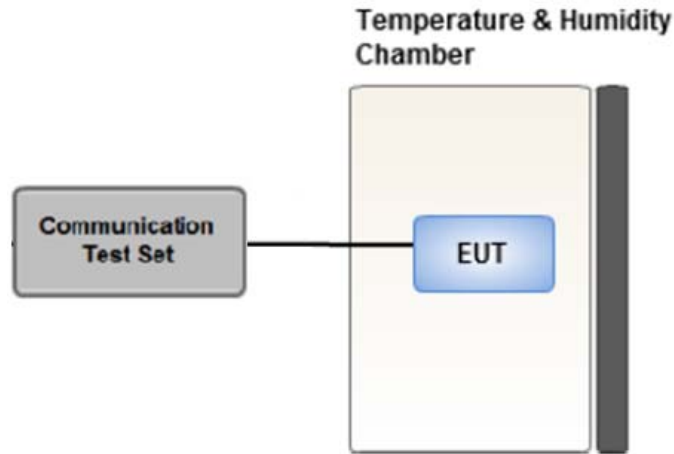 Temperature & Humidity
Chamber
Communication
Test Set
EUT